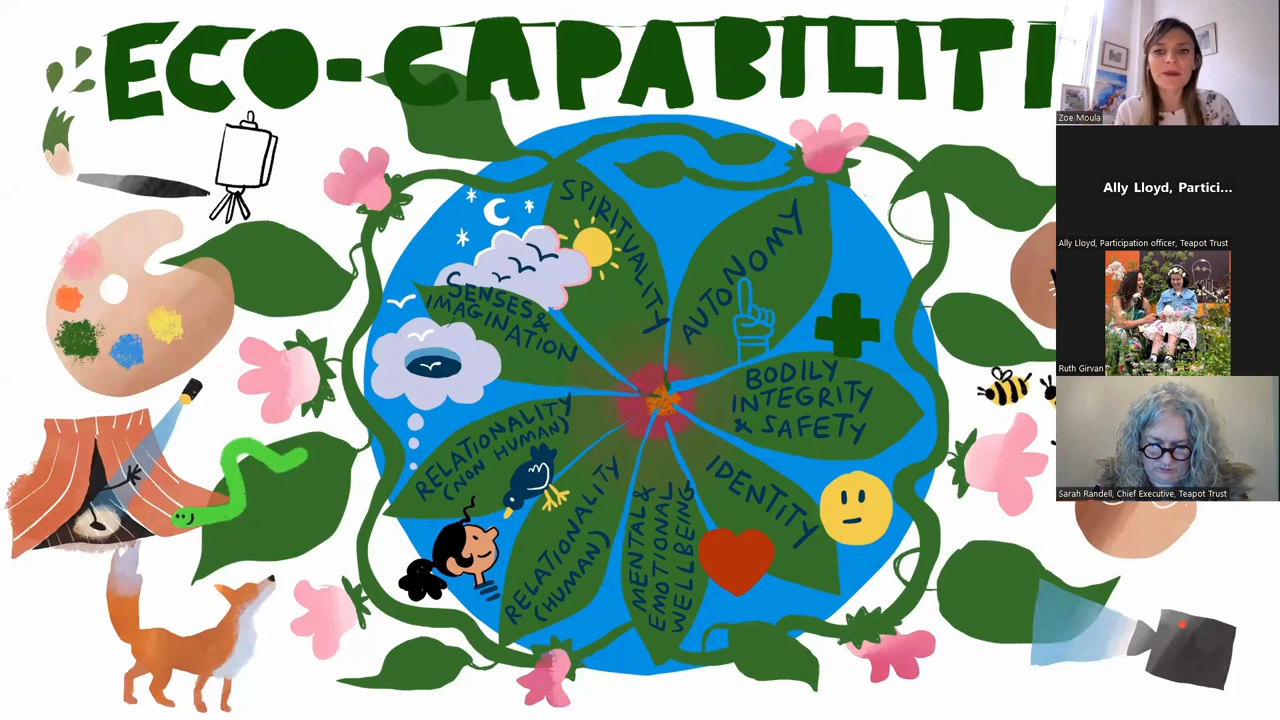 ECO-CAPABILITI
SPIRITUALITY
AUTONOMY
SENSES &
IMAGINATION
BODILY
INTEGRITY
& SAFETY
RELATIONALITY
(NON HUMAN)
IDENTITY
RELATIONALITY
(HUMAN)
MENTAL &
EMOTIONAL
WELLBEING
Zoe Moula
Ally Lloyd, Partici...
Ally Lloyd, Participation officer, Teapot Trust
Ruth Girvan
Sarah Randell, Chief Executive, Teapot Trust